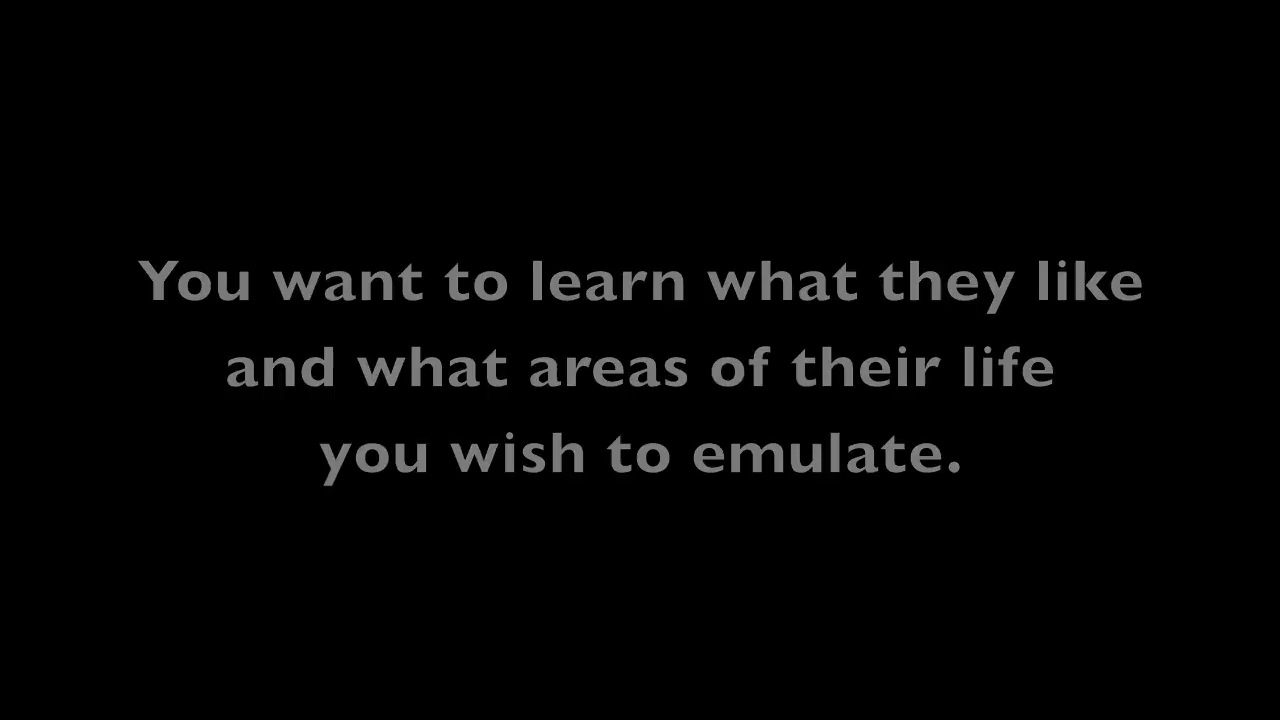 You want to learn what they like
and what areas of their life
you wish to emulate.